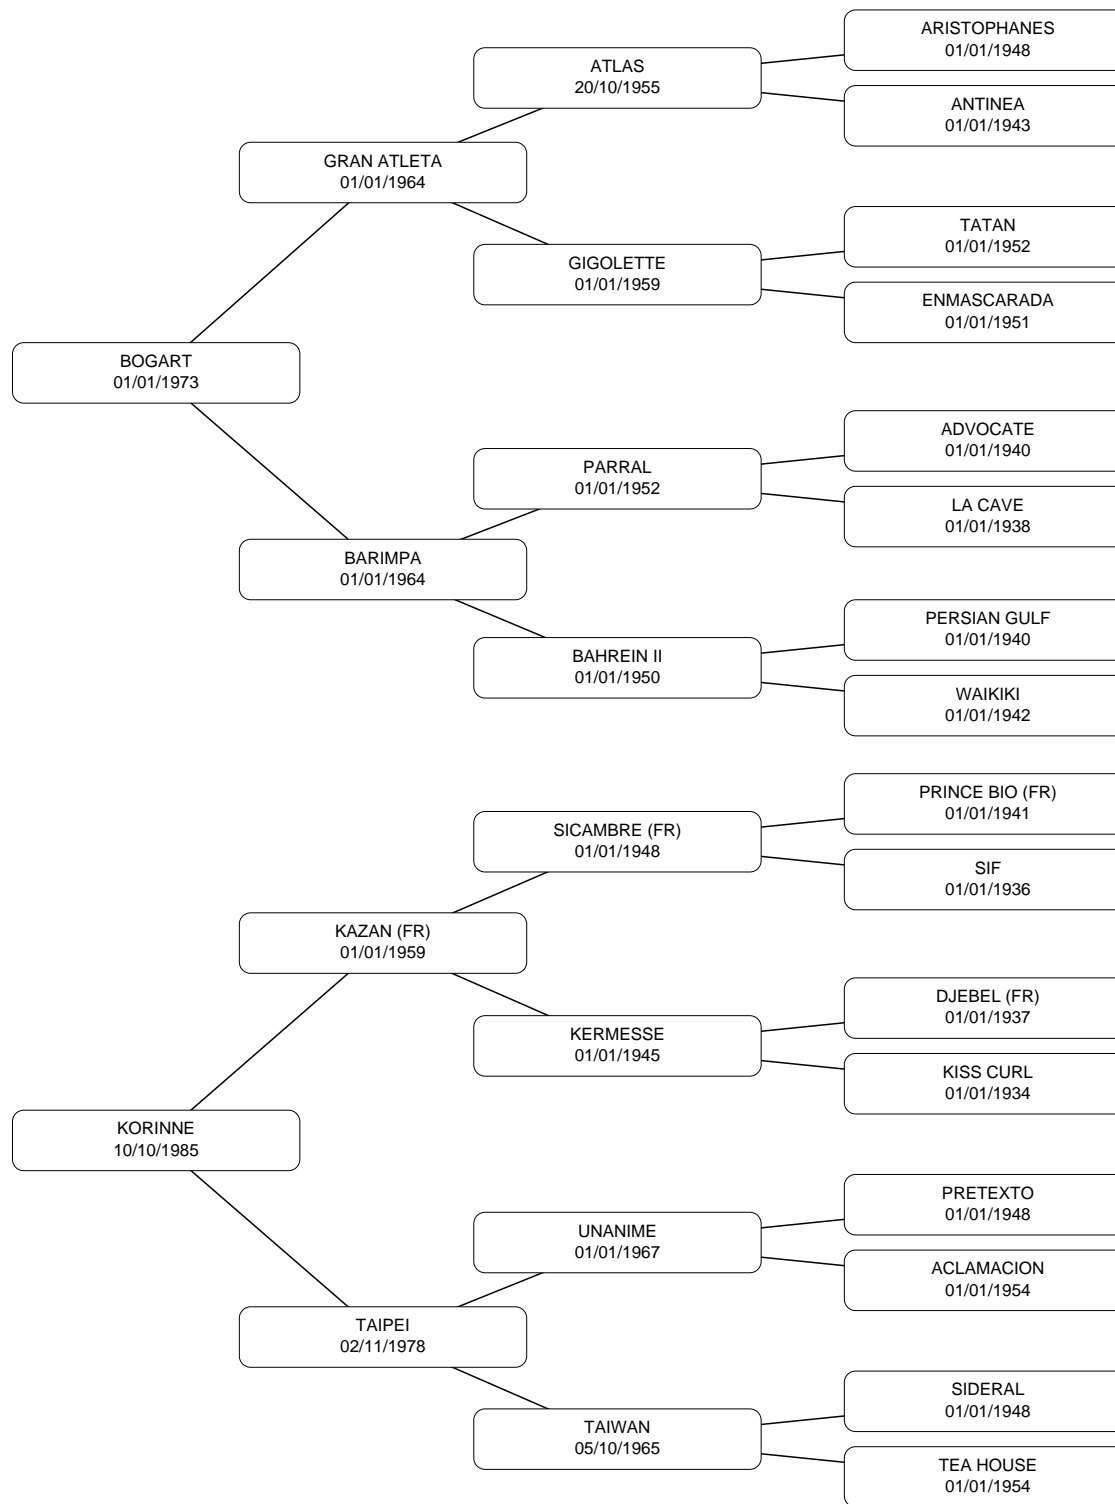 ARISTOPHANES
01/01/1948
ATLAS
20/10/1955
ANTINEA
01/01/1943
GRAN ATLETA
01/01/1964
TATAN
01/01/1952
GIGOLETTE
01/01/1959
ENMASCARADA
01/01/1951
BOGART
01/01/1973
ADVOCATE
01/01/1940
PARRAL
01/01/1952
LA CAVE
01/01/1938
BARIMPA
01/01/1964
PERSIAN GULF
01/01/1940
BAHREIN II
01/01/1950
WAIKIKI
01/01/1942
PRINCE BIO (FR)
01/01/1941
SICAMBRE (FR)
01/01/1948
SIF
01/01/1936
KAZAN (FR)
01/01/1959
DJEBEL (FR)
01/01/1937
KERMESSE
01/01/1945
KISS CURL
01/01/1934
KORINNE
10/10/1985
PRETEXTO
01/01/1948
UNANIME
01/01/1967
ACLAMACION
01/01/1954
TAIPEI
02/11/1978
SIDERAL
01/01/1948
TAIWAN
05/10/1965
TEA HOUSE
01/01/1954